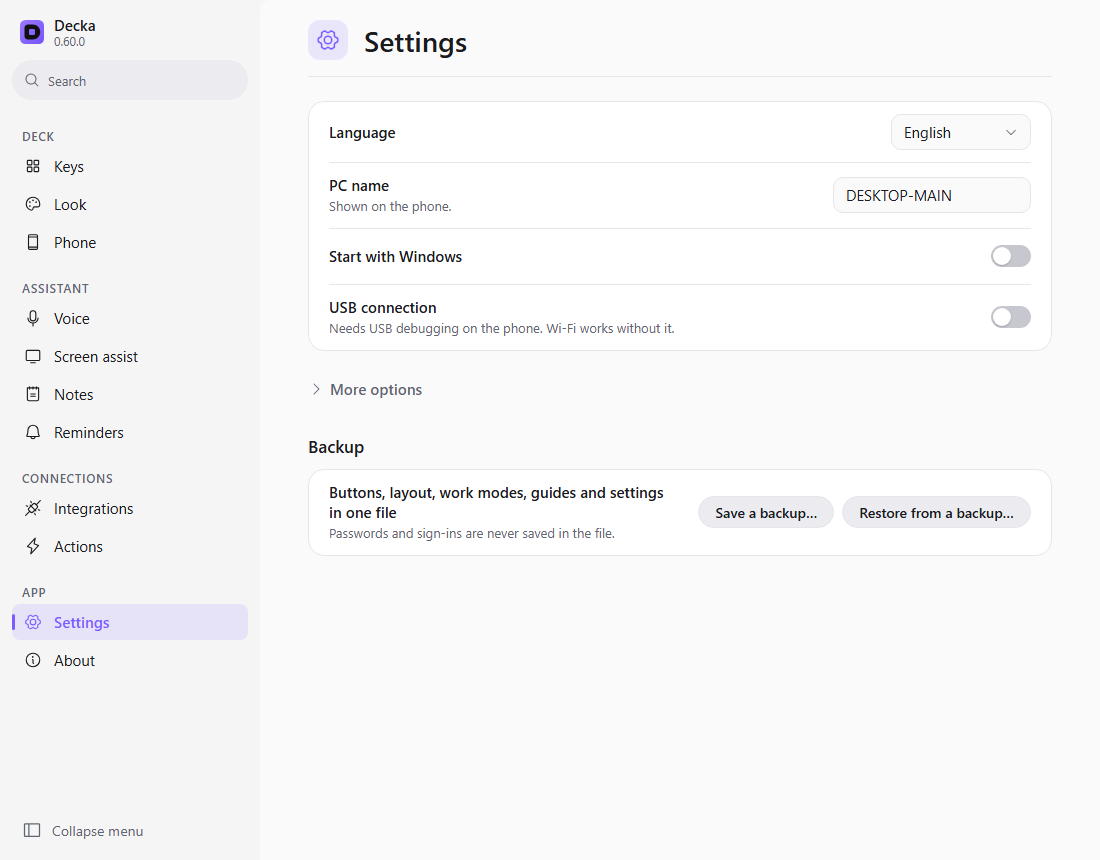 Decka
0.60.0
Search
DECK
Keys
Look
Phone
ASSISTANT
Voice
Screen assist
Notes
Reminders
CONNECTIONS
Integrations
Actions
APP
Settings
About
Collapse menu
Settings
Language
English
PC name
Shown on the phone.
DESKTOP-MAIN
Start with Windows
USB connection
Needs USB debugging on the phone. Wi-Fi works without it.
More options
Backup
Buttons, layout, work modes, guides and settings
in one file
Passwords and sign-ins are never saved in the file.
Save a backup...
Restore from a backup...